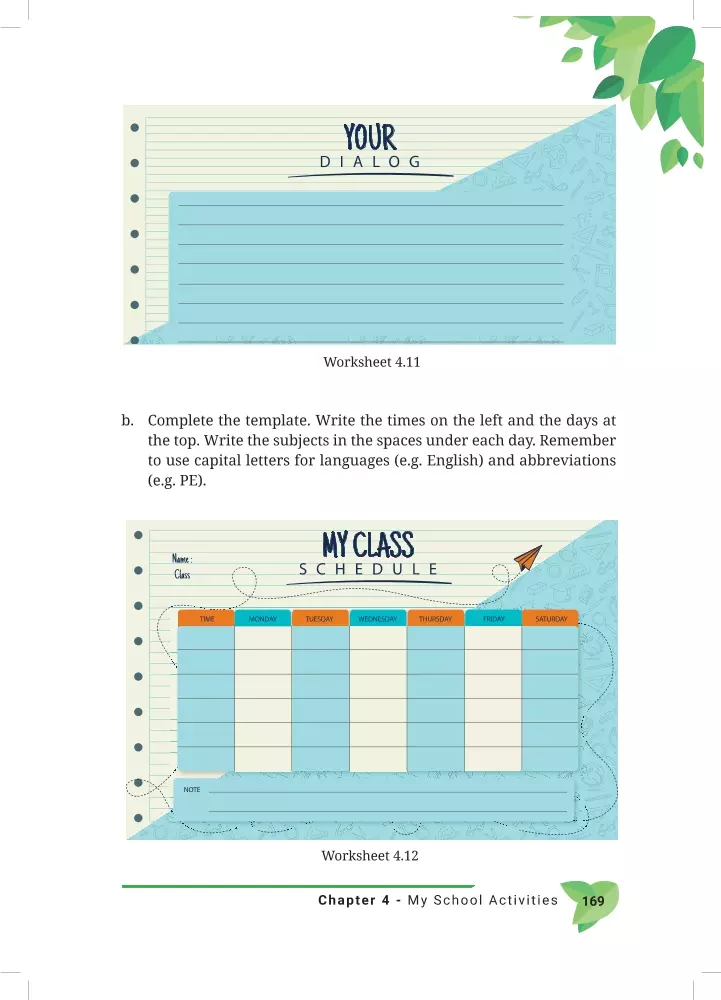 YOUR
DIALOG
Worksheet 4.11
b. Complete the template. Write the times on the left and the days at
the top. Write the subjects in the spaces under each day. Remember
to use capital letters for languages (e.g. English) and abbreviations
(e.g. PE).
MY CLASS
SCHEDULE
Name :
Class
TIME MONDAY TUESDAY WEDNESDAY THURSDAY FRIDAY SATURDAY
NOTE
Worksheet 4.12
Chapter 4 - My School Activities 169